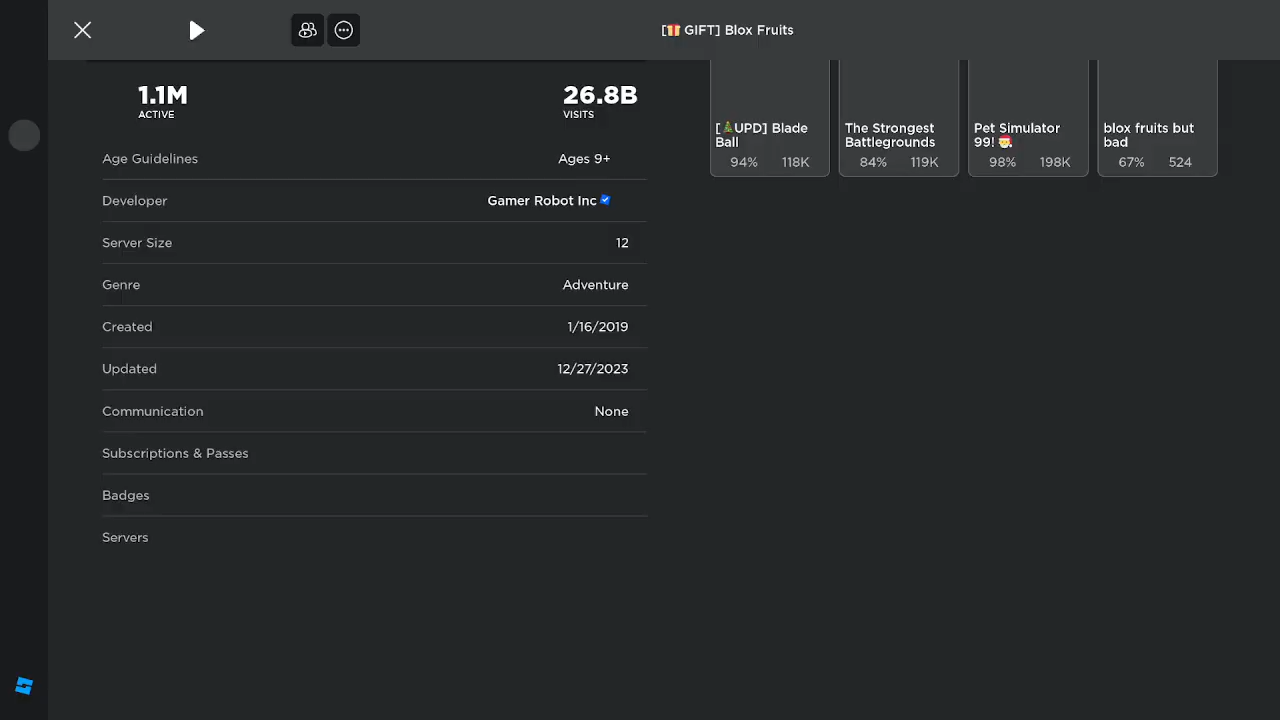 [🎁 GIFT] Blox Fruits
1.1M
ACTIVE
26.8B
VISITS
Age Guidelines
Ages 9+
Developer
Gamer Robot Inc
Server Size
12
Genre
Adventure
Created
1/16/2019
Updated
12/27/2023
Communication
None
Subscriptions & Passes
Badges
Servers
[🎄UPD] Blade
Ball
94% 118K
The Strongest
Battlegrounds
84% 119K
Pet Simulator
99! 🎅
98% 198K
blox fruits but
bad
67% 524